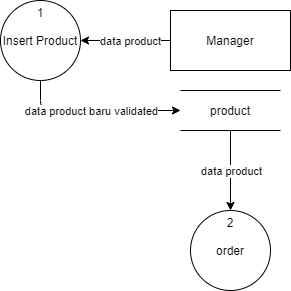 1
Insert Product
data product
Manager
data product baru validated
product
data product
2
order